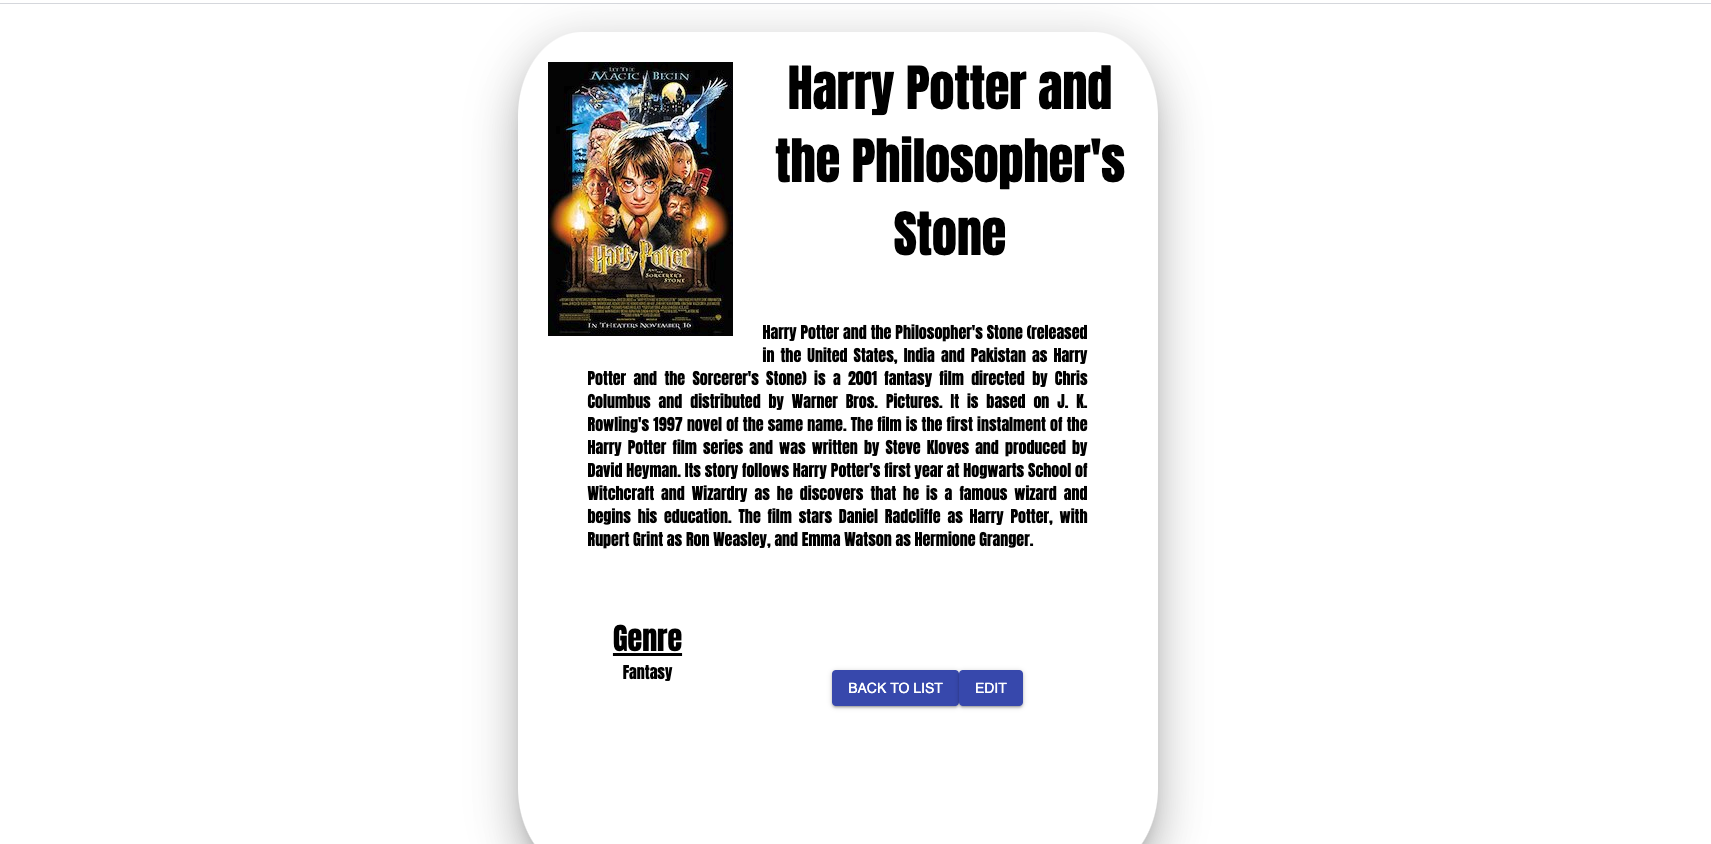 LET THE
MAGIC BEGIN
Harry Potter
AND THE
SORCERER'S
STONE
IN THEATERS NOVEMBER 16
Harry Potter and
the Philosopher's
Stone
Harry Potter and the Philosopher's Stone (released
in the United States, India and Pakistan as Harry
Potter and the Sorcerer's Stone) is a 2001 fantasy film directed by Chris
Columbus and distributed by Warner Bros. Pictures. It is based on J. K.
Rowling's 1997 novel of the same name. The film is the first instalment of the
Harry Potter film series and was written by Steve Kloves and produced by
David Heyman. Its story follows Harry Potter's first year at Hogwarts School of
Witchcraft and Wizardry as he discovers that he is a famous wizard and
begins his education. The film stars Daniel Radcliffe as Harry Potter, with
Rupert Grint as Ron Weasley, and Emma Watson as Hermione Granger.
Genre
Fantasy
BACK TO LIST
EDIT